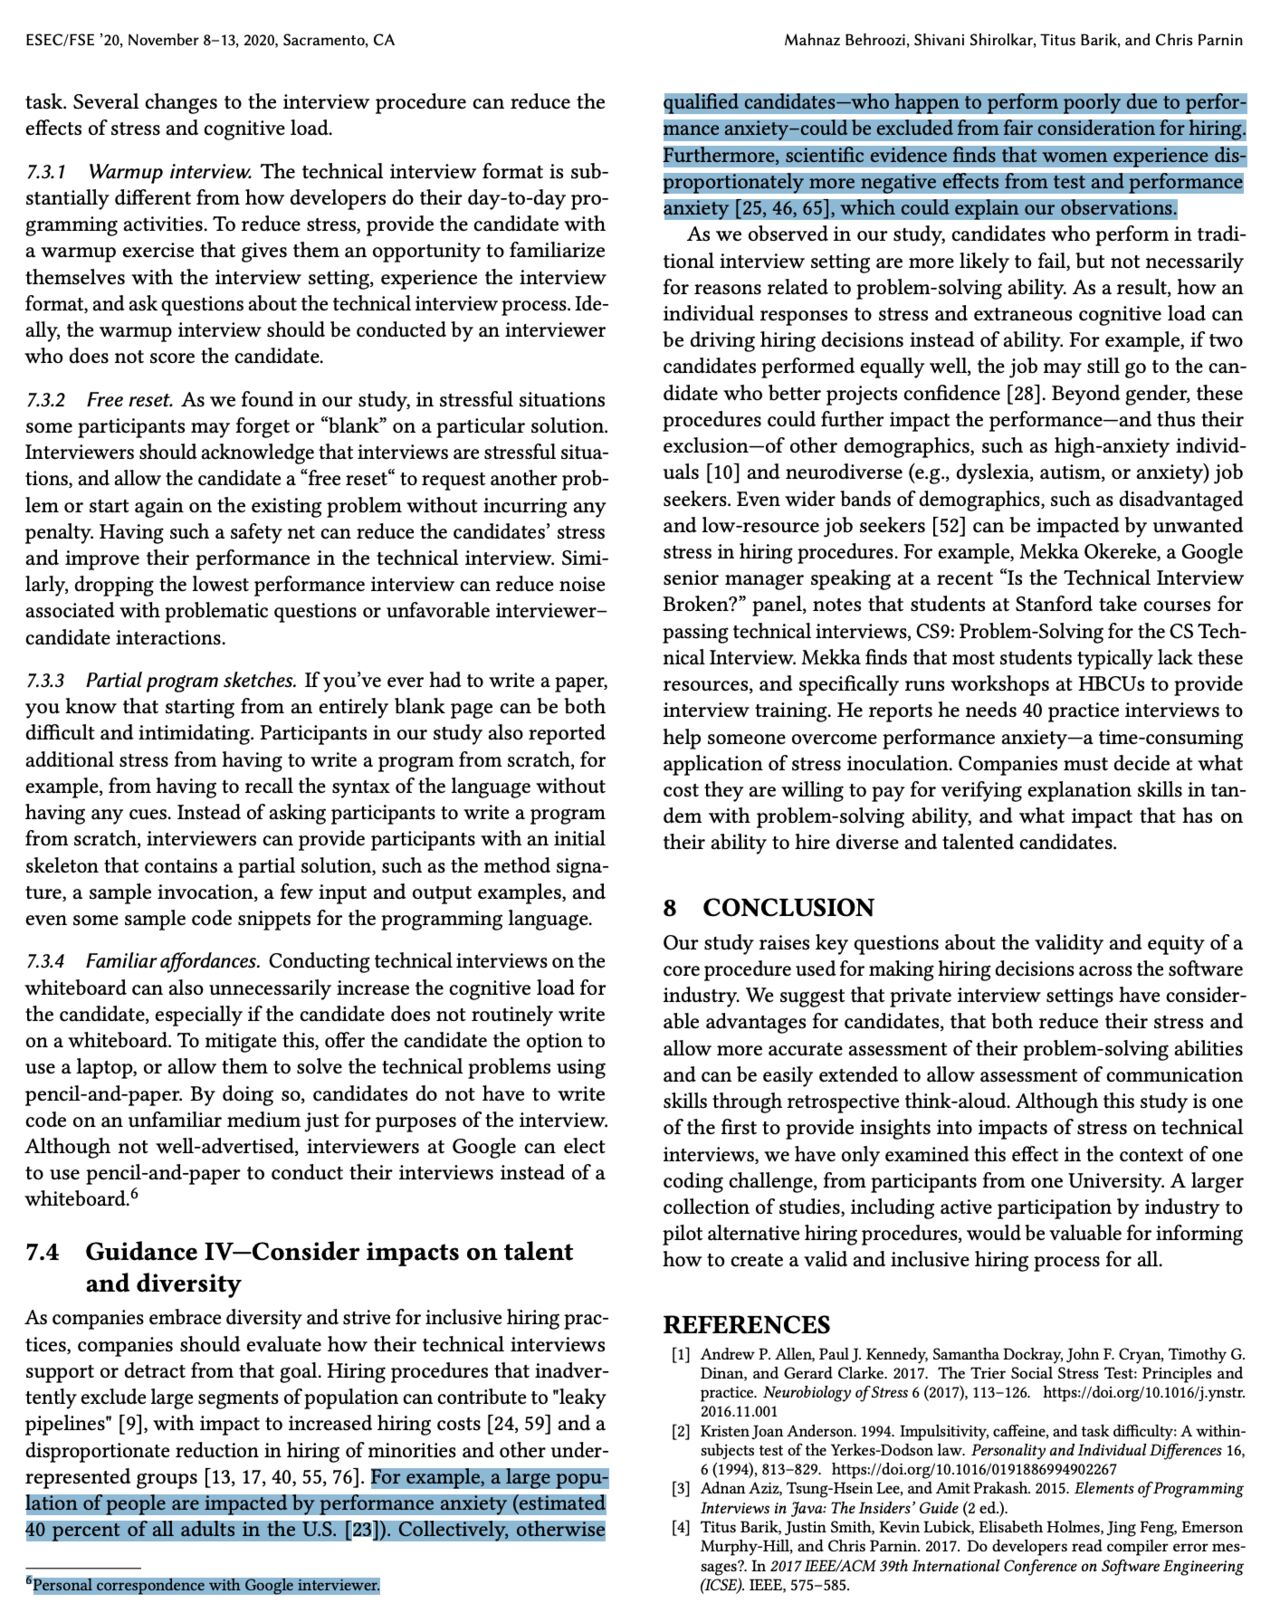 ESEC/FSE ’20, November 8–13, 2020, Sacramento, CA
Mahnaz Behroozi, Shivani Shirolkar, Titus Barik, and Chris Parnin
task. Several changes to the interview procedure can reduce the
effects of stress and cognitive load.
7.3.1 Warmup interview. The technical interview format is sub-
stantially different from how developers do their day-to-day pro-
gramming activities. To reduce stress, provide the candidate with
a warmup exercise that gives them an opportunity to familiarize
themselves with the interview setting, experience the interview
format, and ask questions about the technical interview process. Ide-
ally, the warmup interview should be conducted by an interviewer
who does not score the candidate.
7.3.2 Free reset. As we found in our study, in stressful situations
some participants may forget or “blank” on a particular solution.
Interviewers should acknowledge that interviews are stressful situa-
tions, and allow the candidate a “free reset“ to request another prob-
lem or start again on the existing problem without incurring any
penalty. Having such a safety net can reduce the candidates’ stress
and improve their performance in the technical interview. Simi-
larly, dropping the lowest performance interview can reduce noise
associated with problematic questions or unfavorable interviewer–
candidate interactions.
7.3.3 Partial program sketches. If you’ve ever had to write a paper,
you know that starting from an entirely blank page can be both
difficult and intimidating. Participants in our study also reported
additional stress from having to write a program from scratch, for
example, from having to recall the syntax of the language without
having any cues. Instead of asking participants to write a program
from scratch, interviewers can provide participants with an initial
skeleton that contains a partial solution, such as the method signa-
ture, a sample invocation, a few input and output examples, and
even some sample code snippets for the programming language.
7.3.4 Familiar affordances. Conducting technical interviews on the
whiteboard can also unnecessarily increase the cognitive load for
the candidate, especially if the candidate does not routinely write
on a whiteboard. To mitigate this, offer the candidate the option to
use a laptop, or allow them to solve the technical problems using
pencil-and-paper. By doing so, candidates do not have to write
code on an unfamiliar medium just for purposes of the interview.
Although not well-advertised, interviewers at Google can elect
to use pencil-and-paper to conduct their interviews instead of a
whiteboard.6
7.4 Guidance IV—Consider impacts on talent
and diversity
As companies embrace diversity and strive for inclusive hiring prac-
tices, companies should evaluate how their technical interviews
support or detract from that goal. Hiring procedures that inadver-
tently exclude large segments of population can contribute to "leaky
pipelines" [9], with impact to increased hiring costs [24, 59] and a
disproportionate reduction in hiring of minorities and other under-
represented groups [13, 17, 40, 55, 76]. For example, a large popu-
lation of people are impacted by performance anxiety (estimated
40 percent of all adults in the U.S. [23]). Collectively, otherwise
6Personal correspondence with Google interviewer.
qualified candidates—who happen to perform poorly due to perfor-
mance anxiety–could be excluded from fair consideration for hiring.
Furthermore, scientific evidence finds that women experience dis-
proportionately more negative effects from test and performance
anxiety [25, 46, 65], which could explain our observations.
As we observed in our study, candidates who perform in tradi-
tional interview setting are more likely to fail, but not necessarily
for reasons related to problem-solving ability. As a result, how an
individual responses to stress and extraneous cognitive load can
be driving hiring decisions instead of ability. For example, if two
candidates performed equally well, the job may still go to the can-
didate who better projects confidence [28]. Beyond gender, these
procedures could further impact the performance—and thus their
exclusion—of other demographics, such as high-anxiety individ-
uals [10] and neurodiverse (e.g., dyslexia, autism, or anxiety) job
seekers. Even wider bands of demographics, such as disadvantaged
and low-resource job seekers [52] can be impacted by unwanted
stress in hiring procedures. For example, Mekka Okereke, a Google
senior manager speaking at a recent “Is the Technical Interview
Broken?” panel, notes that students at Stanford take courses for
passing technical interviews, CS9: Problem-Solving for the CS Tech-
nical Interview. Mekka finds that most students typically lack these
resources, and specifically runs workshops at HBCUs to provide
interview training. He reports he needs 40 practice interviews to
help someone overcome performance anxiety—a time-consuming
application of stress inoculation. Companies must decide at what
cost they are willing to pay for verifying explanation skills in tan-
dem with problem-solving ability, and what impact that has on
their ability to hire diverse and talented candidates.
8 CONCLUSION
Our study raises key questions about the validity and equity of a
core procedure used for making hiring decisions across the software
industry. We suggest that private interview settings have consider-
able advantages for candidates, that both reduce their stress and
allow more accurate assessment of their problem-solving abilities
and can be easily extended to allow assessment of communication
skills through retrospective think-aloud. Although this study is one
of the first to provide insights into impacts of stress on technical
interviews, we have only examined this effect in the context of one
coding challenge, from participants from one University. A larger
collection of studies, including active participation by industry to
pilot alternative hiring procedures, would be valuable for informing
how to create a valid and inclusive hiring process for all.
REFERENCES
[1] Andrew P. Allen, Paul J. Kennedy, Samantha Dockray, John F. Cryan, Timothy G.
Dinan, and Gerard Clarke. 2017. The Trier Social Stress Test: Principles and
practice. Neurobiology of Stress 6 (2017), 113–126. https://doi.org/10.1016/j.ynstr.
2016.11.001
[2] Kristen Joan Anderson. 1994. Impulsitivity, caffeine, and task difficulty: A within-
subjects test of the Yerkes-Dodson law. Personality and Individual Differences 16,
6 (1994), 813–829. https://doi.org/10.1016/0191886994902267
[3] Adnan Aziz, Tsung-Hsein Lee, and Amit Prakash. 2015. Elements of Programming
Interviews in Java: The Insiders’ Guide (2 ed.).
[4] Titus Barik, Justin Smith, Kevin Lubick, Elisabeth Holmes, Jing Feng, Emerson
Murphy-Hill, and Chris Parnin. 2017. Do developers read compiler error mes-
sages?. In 2017 IEEE/ACM 39th International Conference on Software Engineering
(ICSE). IEEE, 575–585.